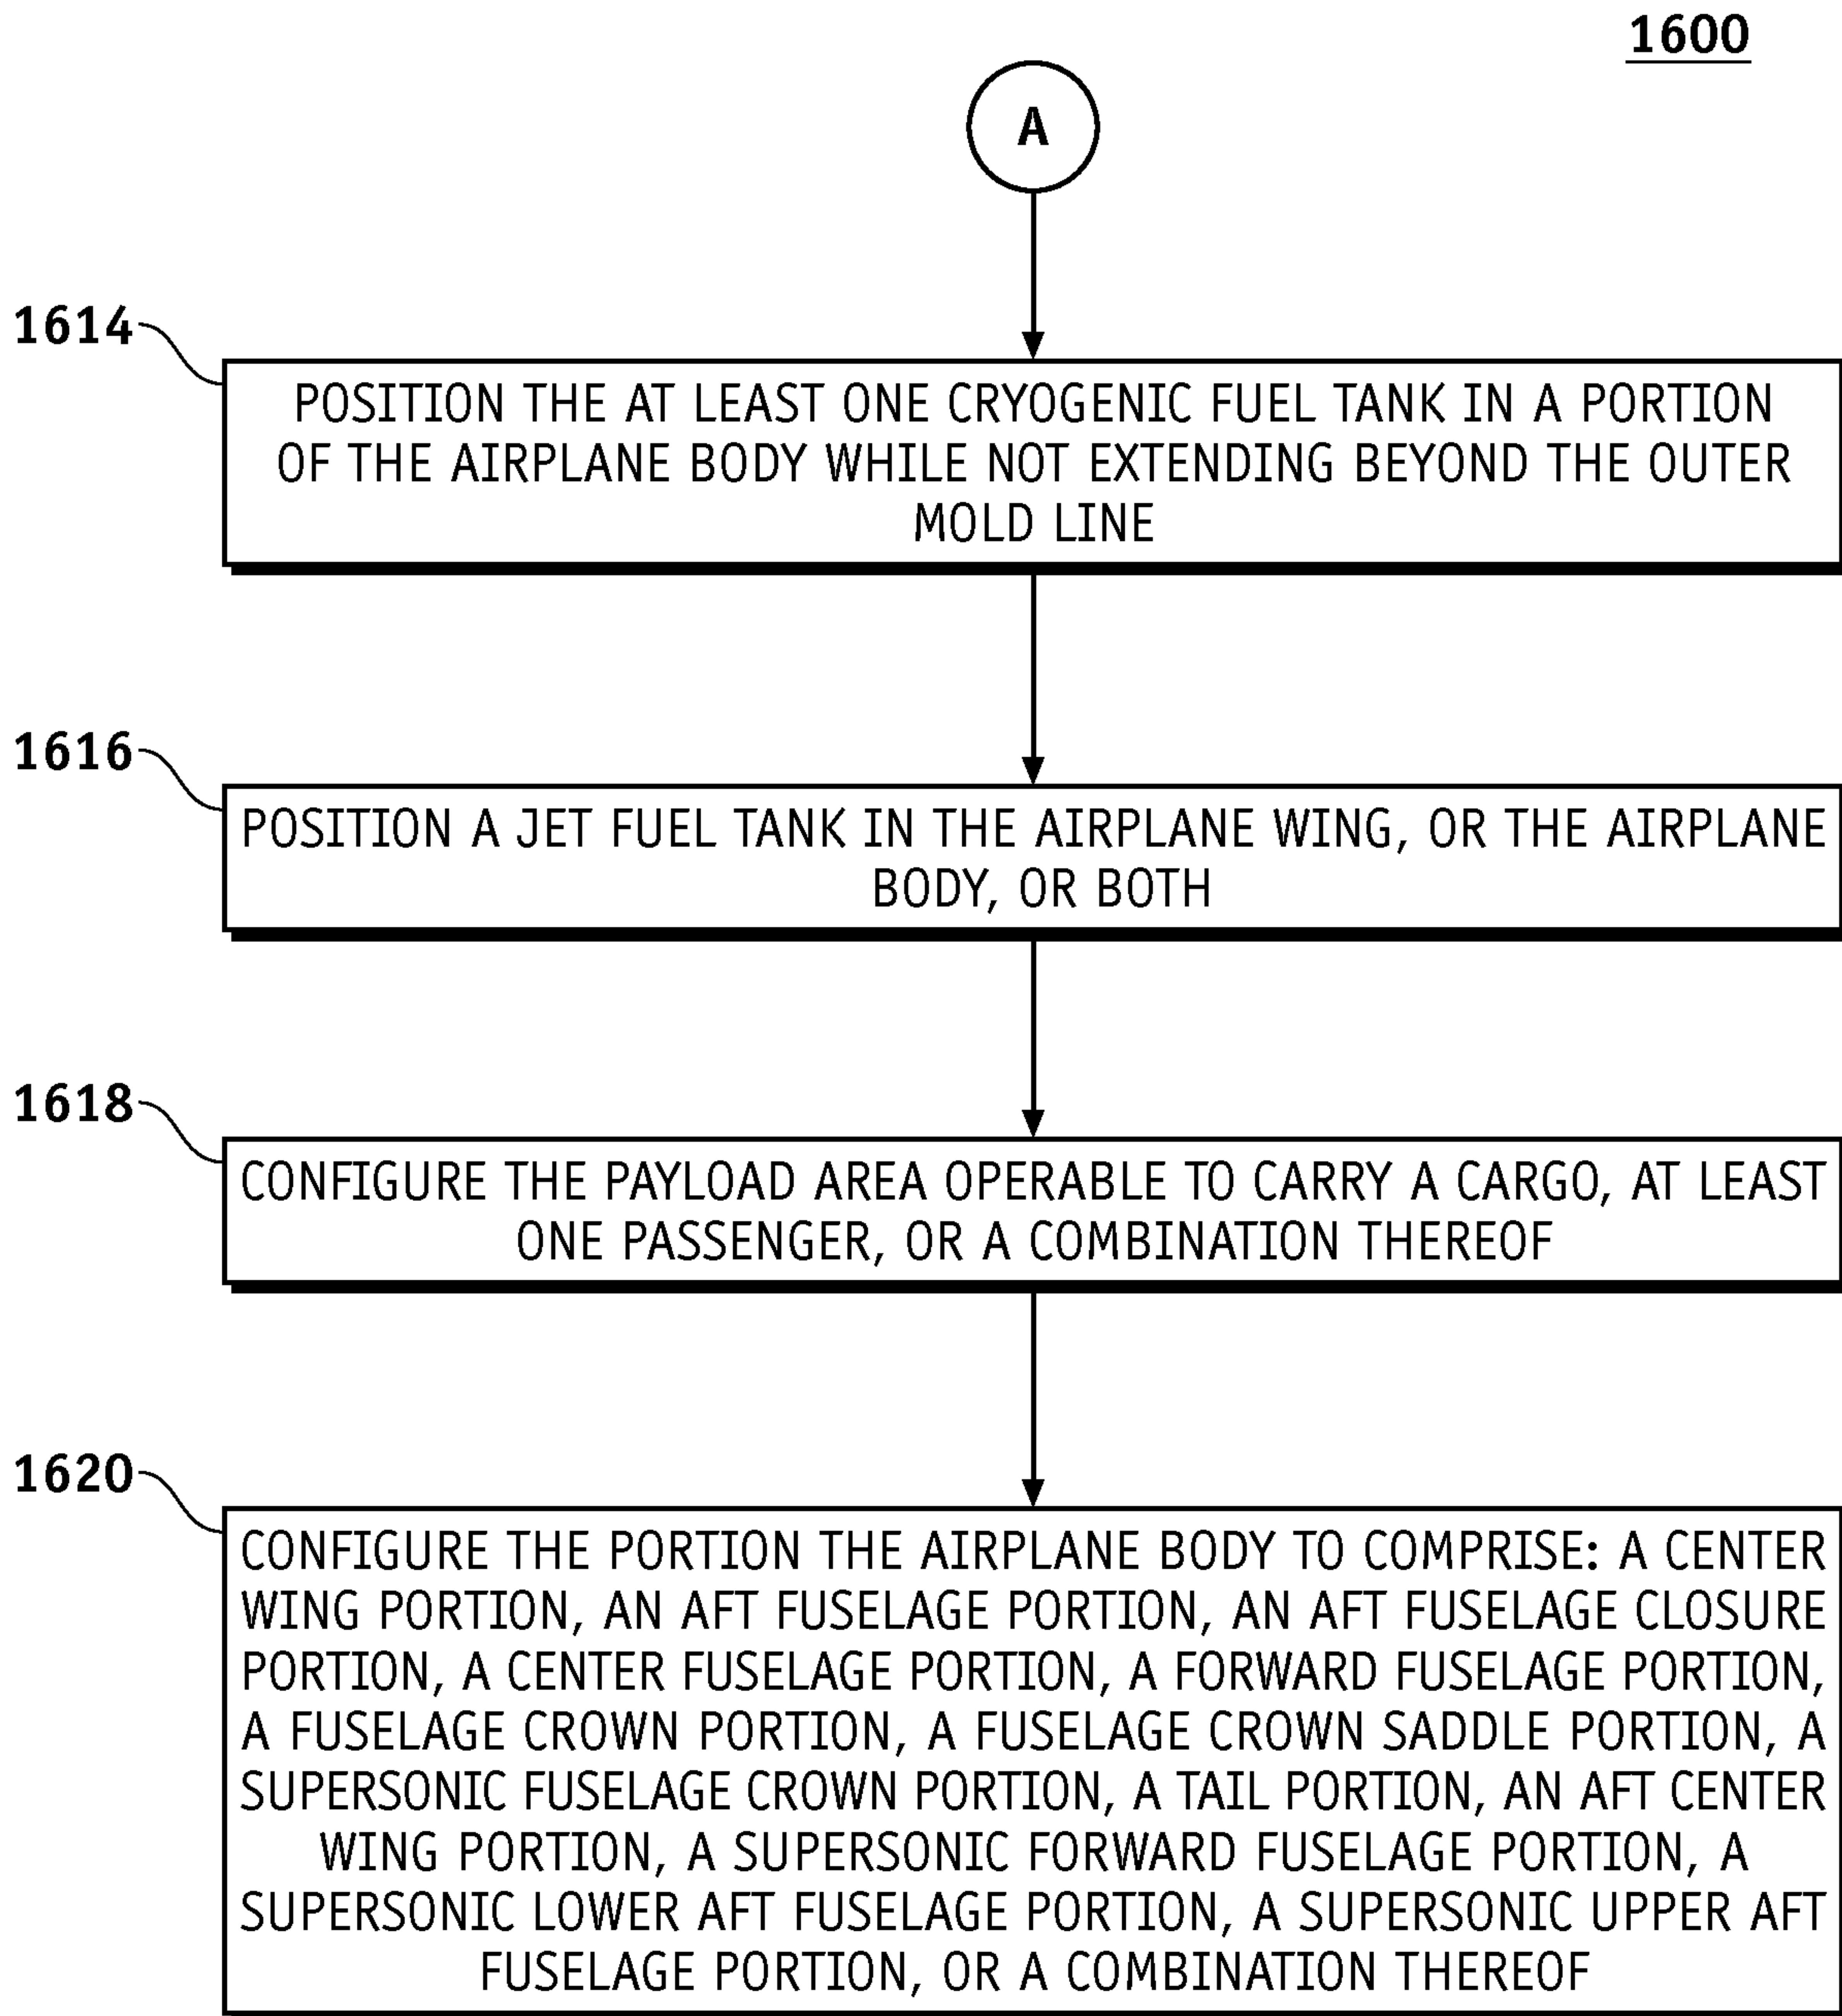 1600
A
1614
POSITION THE AT LEAST ONE CRYOGENIC FUEL TANK IN A PORTION
OF THE AIRPLANE BODY WHILE NOT EXTENDING BEYOND THE OUTER
MOLD LINE
1616
POSITION A JET FUEL TANK IN THE AIRPLANE WING, OR THE AIRPLANE
BODY, OR BOTH
1618
CONFIGURE THE PAYLOAD AREA OPERABLE TO CARRY A CARGO, AT LEAST
ONE PASSENGER, OR A COMBINATION THEREOF
1620
CONFIGURE THE PORTION THE AIRPLANE BODY TO COMPRISE: A CENTER
WING PORTION, AN AFT FUSELAGE PORTION, AN AFT FUSELAGE CLOSURE
PORTION, A CENTER FUSELAGE PORTION, A FORWARD FUSELAGE PORTION,
A FUSELAGE CROWN PORTION, A FUSELAGE CROWN SADDLE PORTION, A
SUPERSONIC FUSELAGE CROWN PORTION, A TAIL PORTION, AN AFT CENTER
WING PORTION, A SUPERSONIC FORWARD FUSELAGE PORTION, A
SUPERSONIC LOWER AFT FUSELAGE PORTION, A SUPERSONIC UPPER AFT
FUSELAGE PORTION, OR A COMBINATION THEREOF